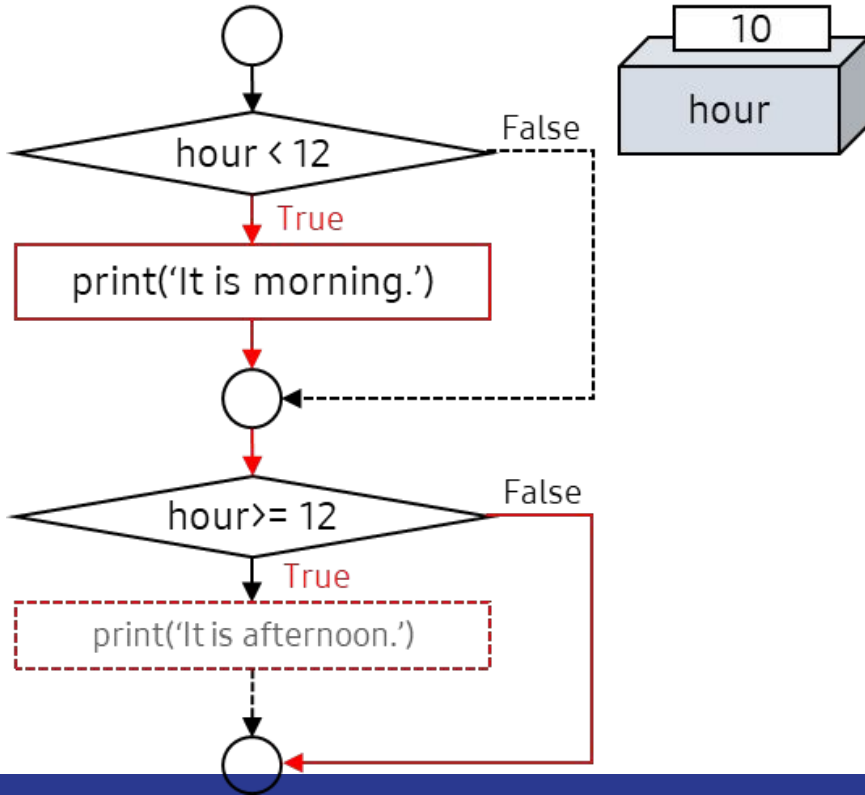 10
hour
hour < 12
False
True
print(‘It is morning.’)
hour>= 12
False
True
print(‘It is afternoon.’)